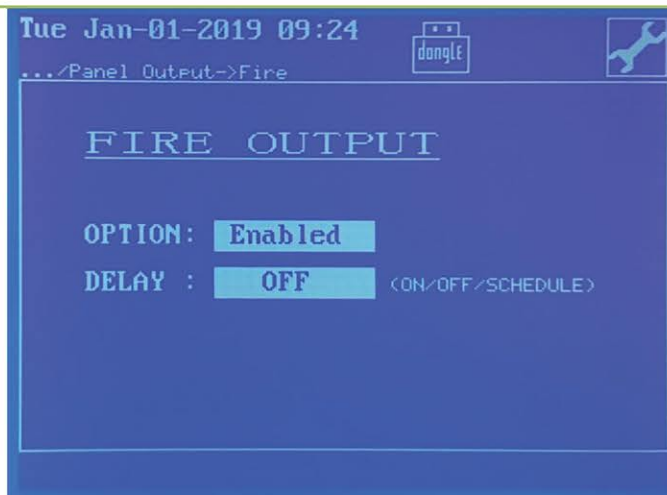 Tue Jan-01-2019 09:24
donglE
.../Panel Output->Fire
FIRE OUTPUT
OPTION: Enabled
DELAY : OFF (ON/OFF/SCHEDULE)